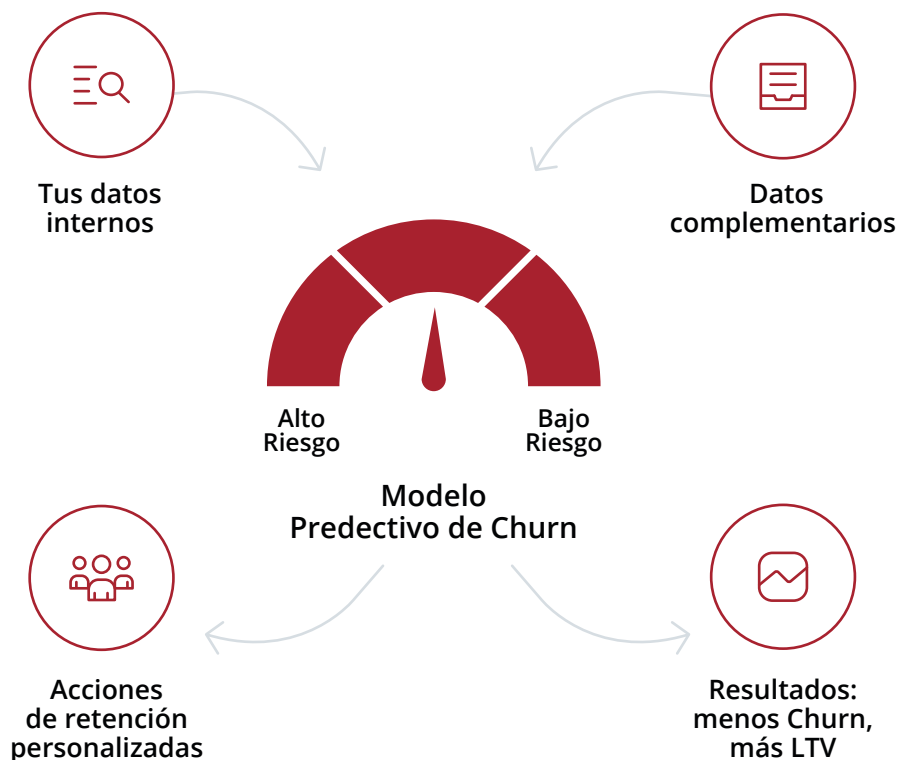 Tus datos
internos
Datos
complementarios
Alto
Riesgo
Bajo
Riesgo
Modelo
Predectivo de Churn
Acciones
de retención
personalizadas
Resultados:
menos Churn,
más LTV